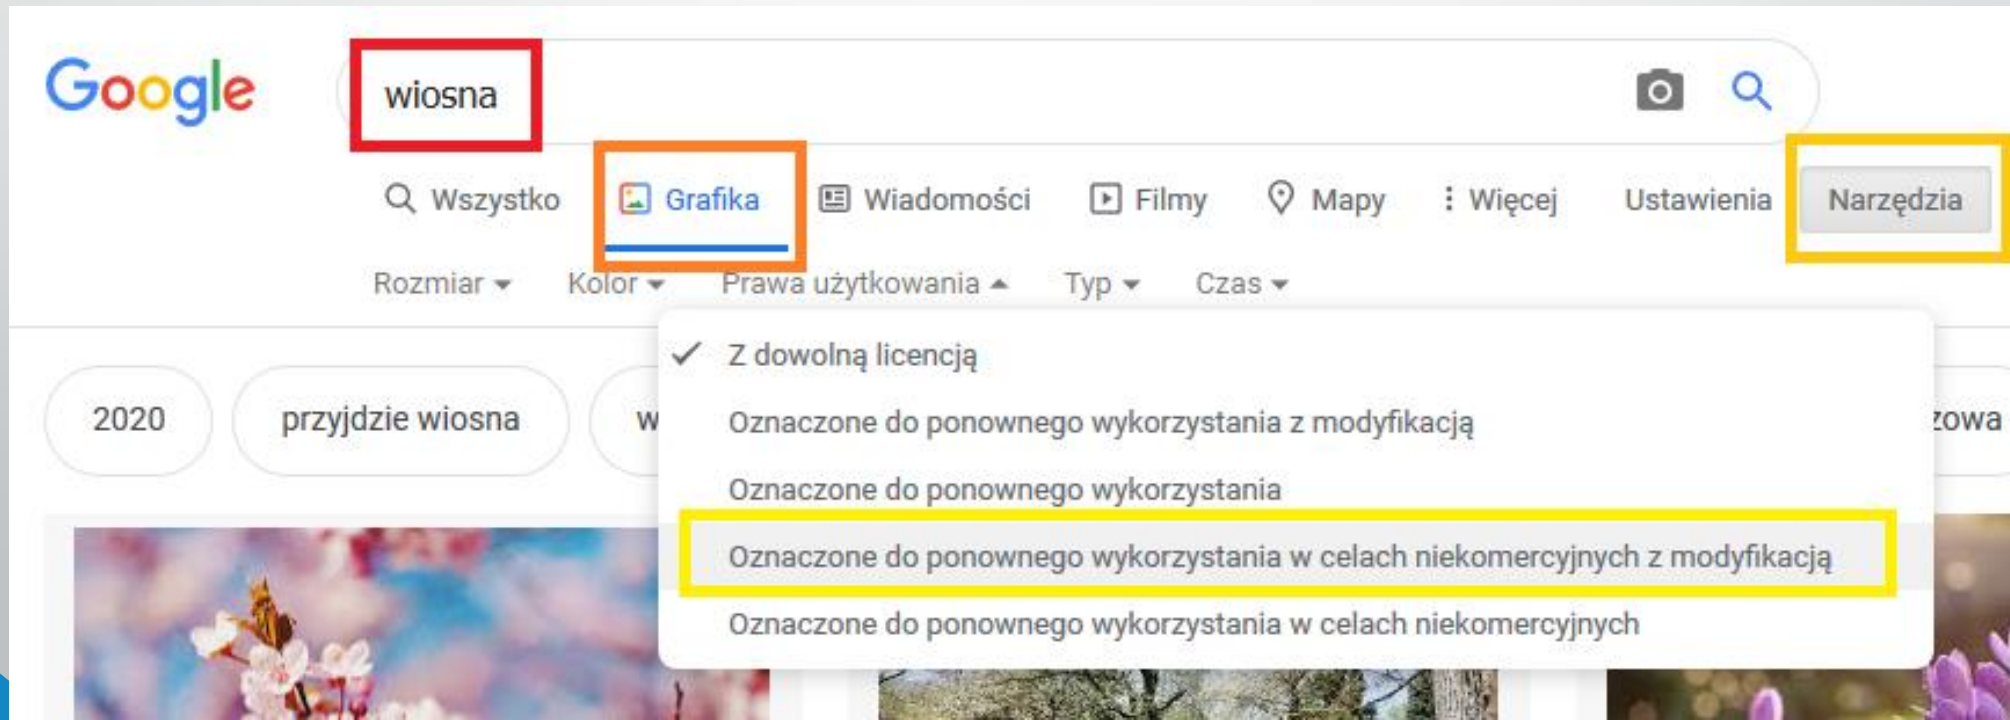 Google wiosna
Wszystko Grafika Wiadomości Filmy Mapy Więcej Ustawienia Narzędzia
Rozmiar Kolor Prawa użytkowania Typ Czas
Z dowolną licencją
2020 przyjdzie wiosna w zowa
Oznaczone do ponownego wykorzystania z modyfikacją
Oznaczone do ponownego wykorzystania
Oznaczone do ponownego wykorzystania w celach niekomercyjnych z modyfikacją
Oznaczone do ponownego wykorzystania w celach niekomercyjnych